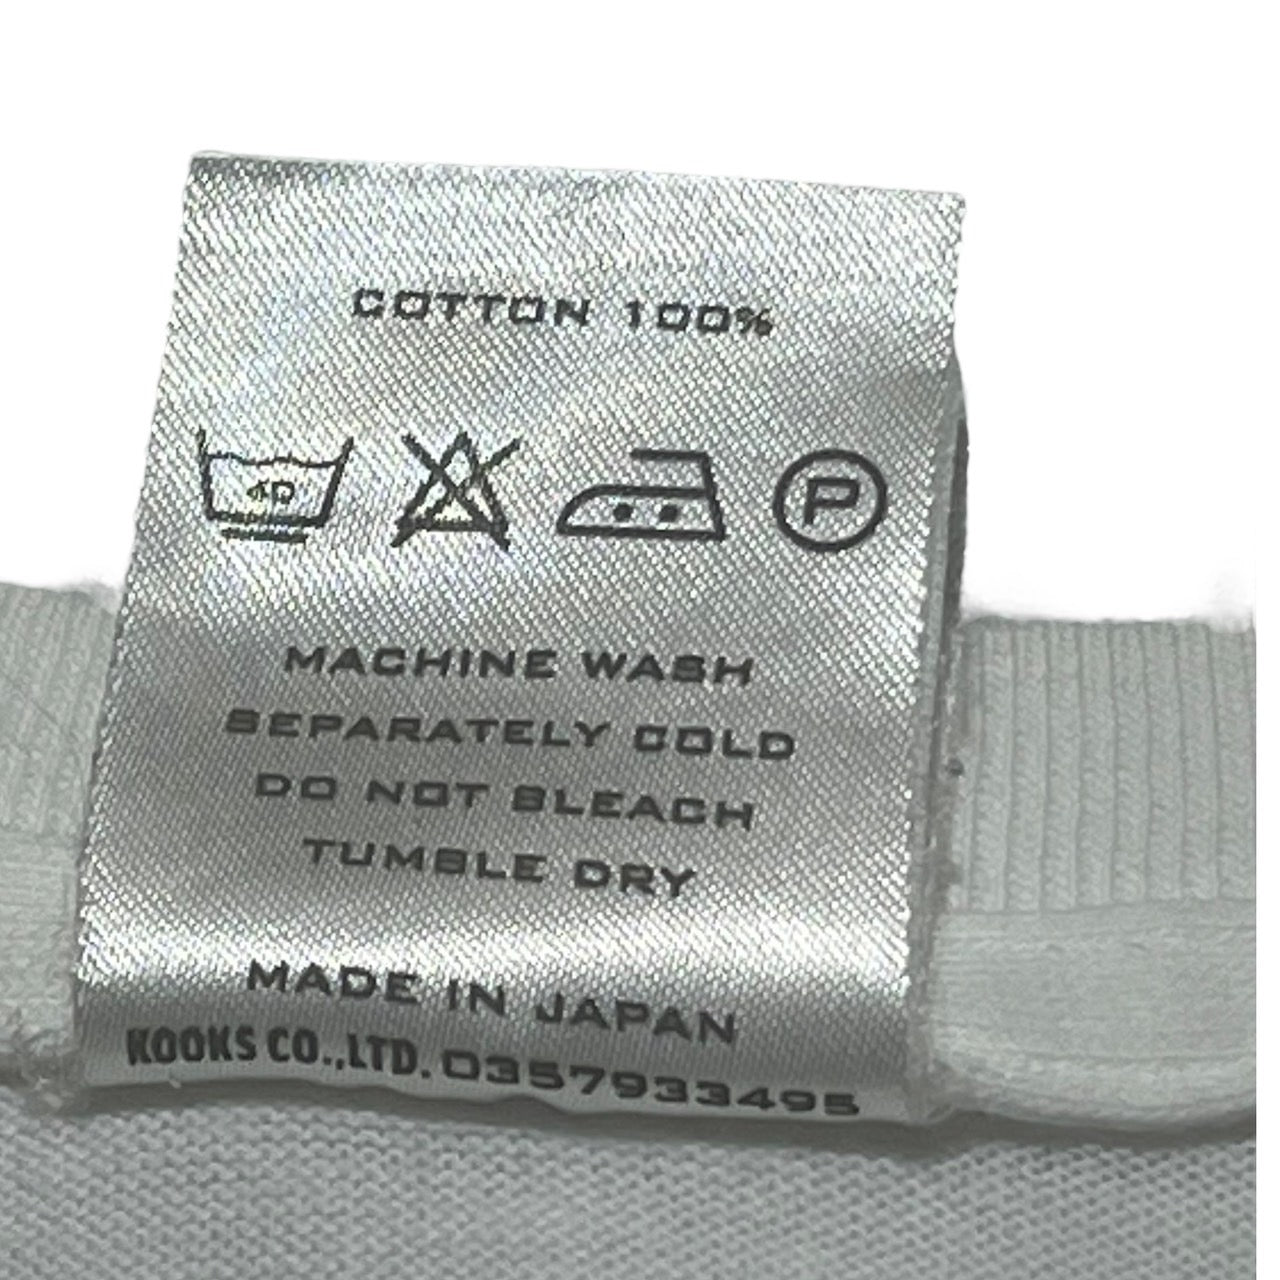 COTTON 100%
40 P
MACHINE WASH
SEPARATELY COLD
DO NOT BLEACH
TUMBLE DRY
MADE IN JAPAN
KOOKS CO.,LTD. 0357933495